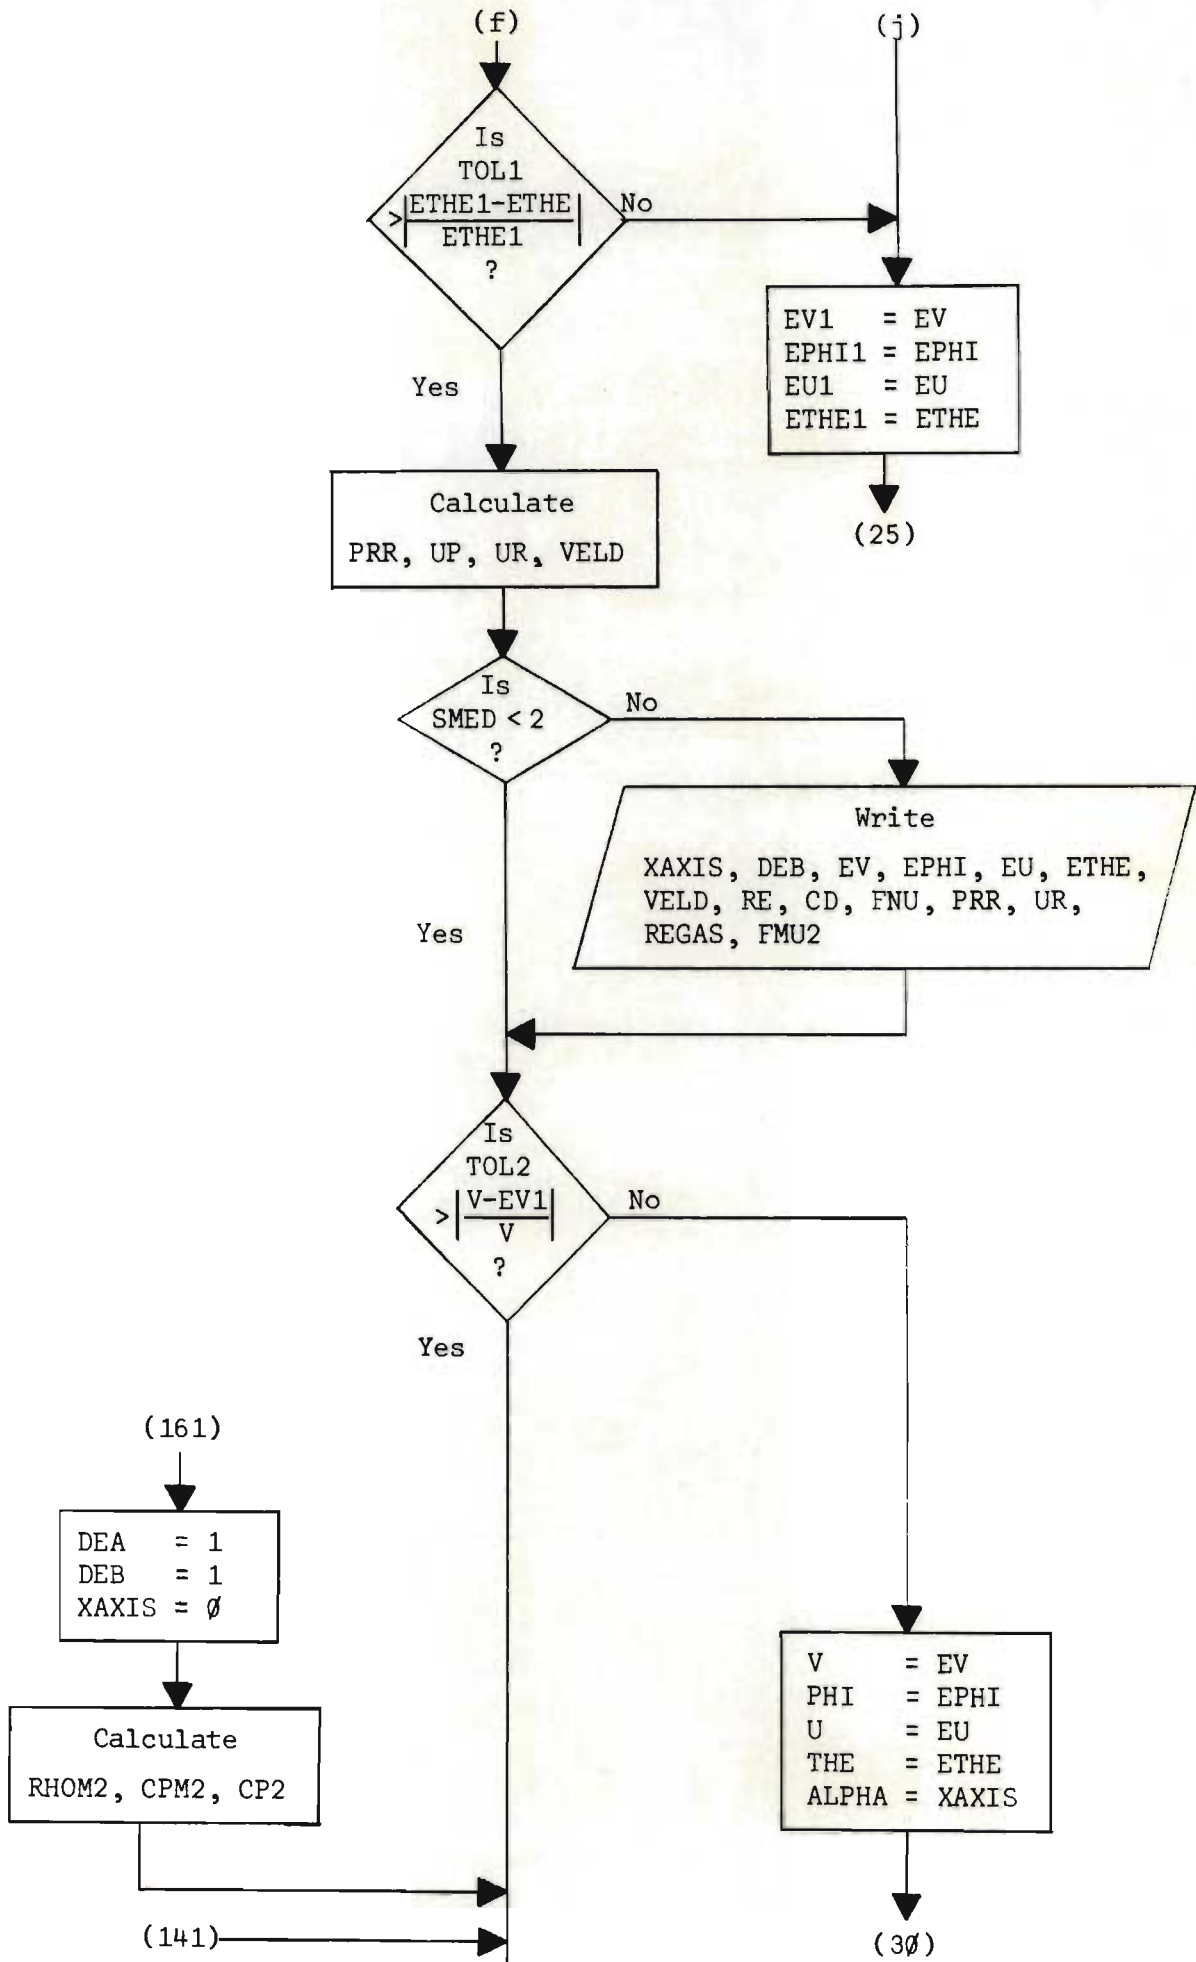 (f)
(j)
Is
TOL1
> |ETHE1-ETHE|
ETHE1
?
No
EV1 = EV
EPHI1 = EPHI
EU1 = EU
ETHE1 = ETHE
(25)
Yes
Calculate
PRR, UP, UR, VELD
Is
SMED < 2
?
No
Write
XAXIS, DEB, EV, EPHI, EU, ETHE,
VELD, RE, CD, FNU, PRR, UR,
REGAS, FMU2
Yes
Is
TOL2
> |V-EV1|
V
?
No
Yes
(161)
DEA = 1
DEB = 1
XAXIS = Ø
Calculate
RHOM2, CPM2, CP2
(141)
V = EV
PHI = EPHI
U = EU
THE = ETHE
ALPHA = XAXIS
(3Ø)